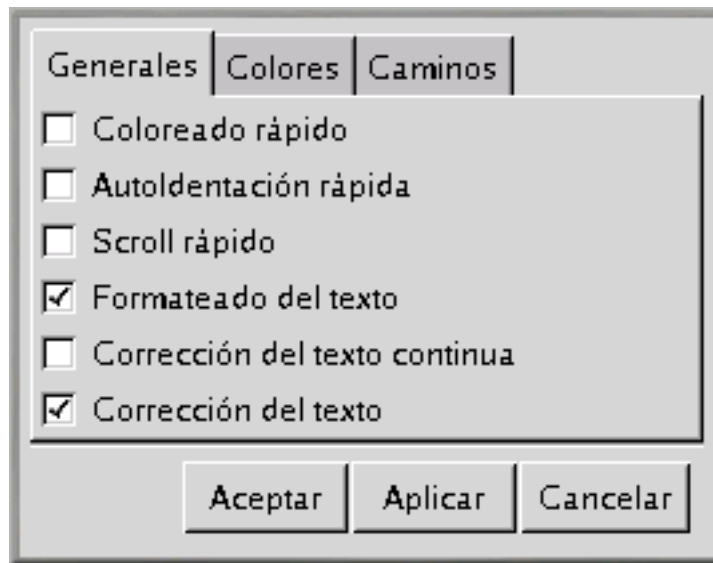 Generales Colores Caminos
Coloreado rápido
AutoIdentación rápida
Scroll rápido
Formateado del texto
Corrección del texto continua
Corrección del texto
Aceptar Aplicar Cancelar